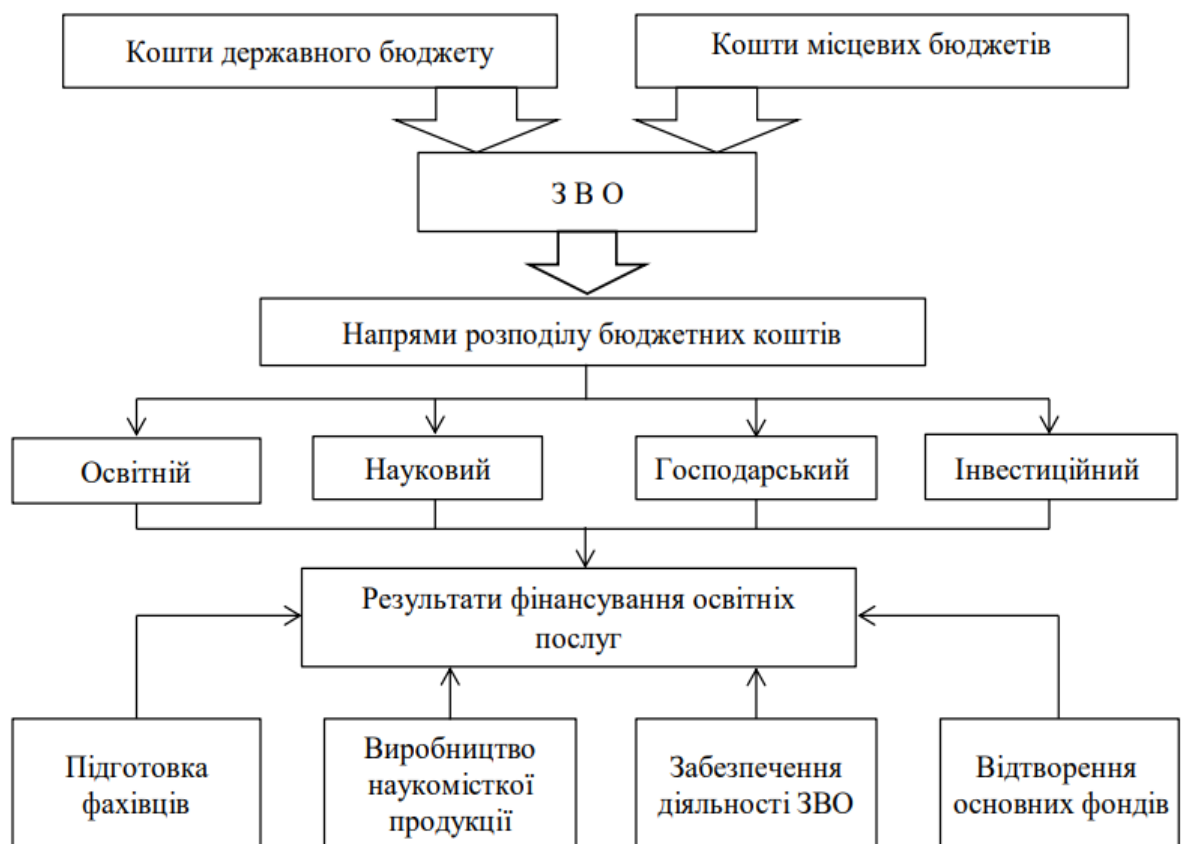 Кошти державного бюджету
Кошти місцевих бюджетів
З В О
Напрями розподілу бюджетних коштів
Освітній
Науковий
Господарський
Інвестиційний
Результати фінансування освітніх
послуг
Підготовка
фахівців
Виробництво
наукомісткої
продукції
Забезпечення
діяльності ЗВО
Відтворення
основних фондів